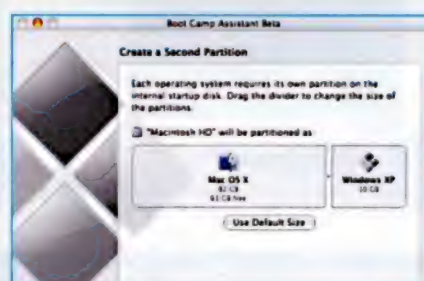 Boot Camp Assistant Beta
Create a Second Partition
Each operating system requires its own partition on the
internal startup disk. Drag the divider to change the size of
the partitions.
"Macintosh HD" will be partitioned as
Mac OS X
Windows XP
10 GB
Use Default Size